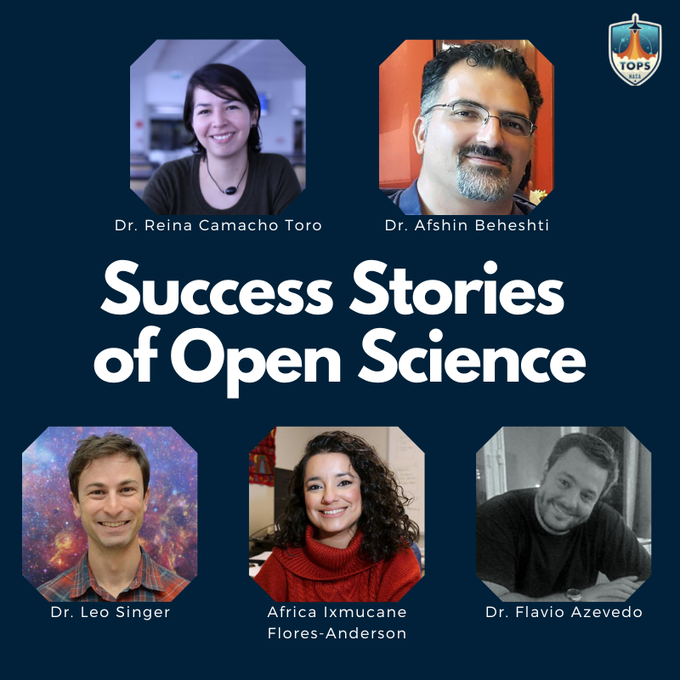 TOPS
NASA
Dr. Reina Camacho Toro
Dr. Afshin Beheshti
Success Stories
of Open Science
Dr. Leo Singer
Africa Ixmucane
Flores-Anderson
Dr. Flavio Azevedo